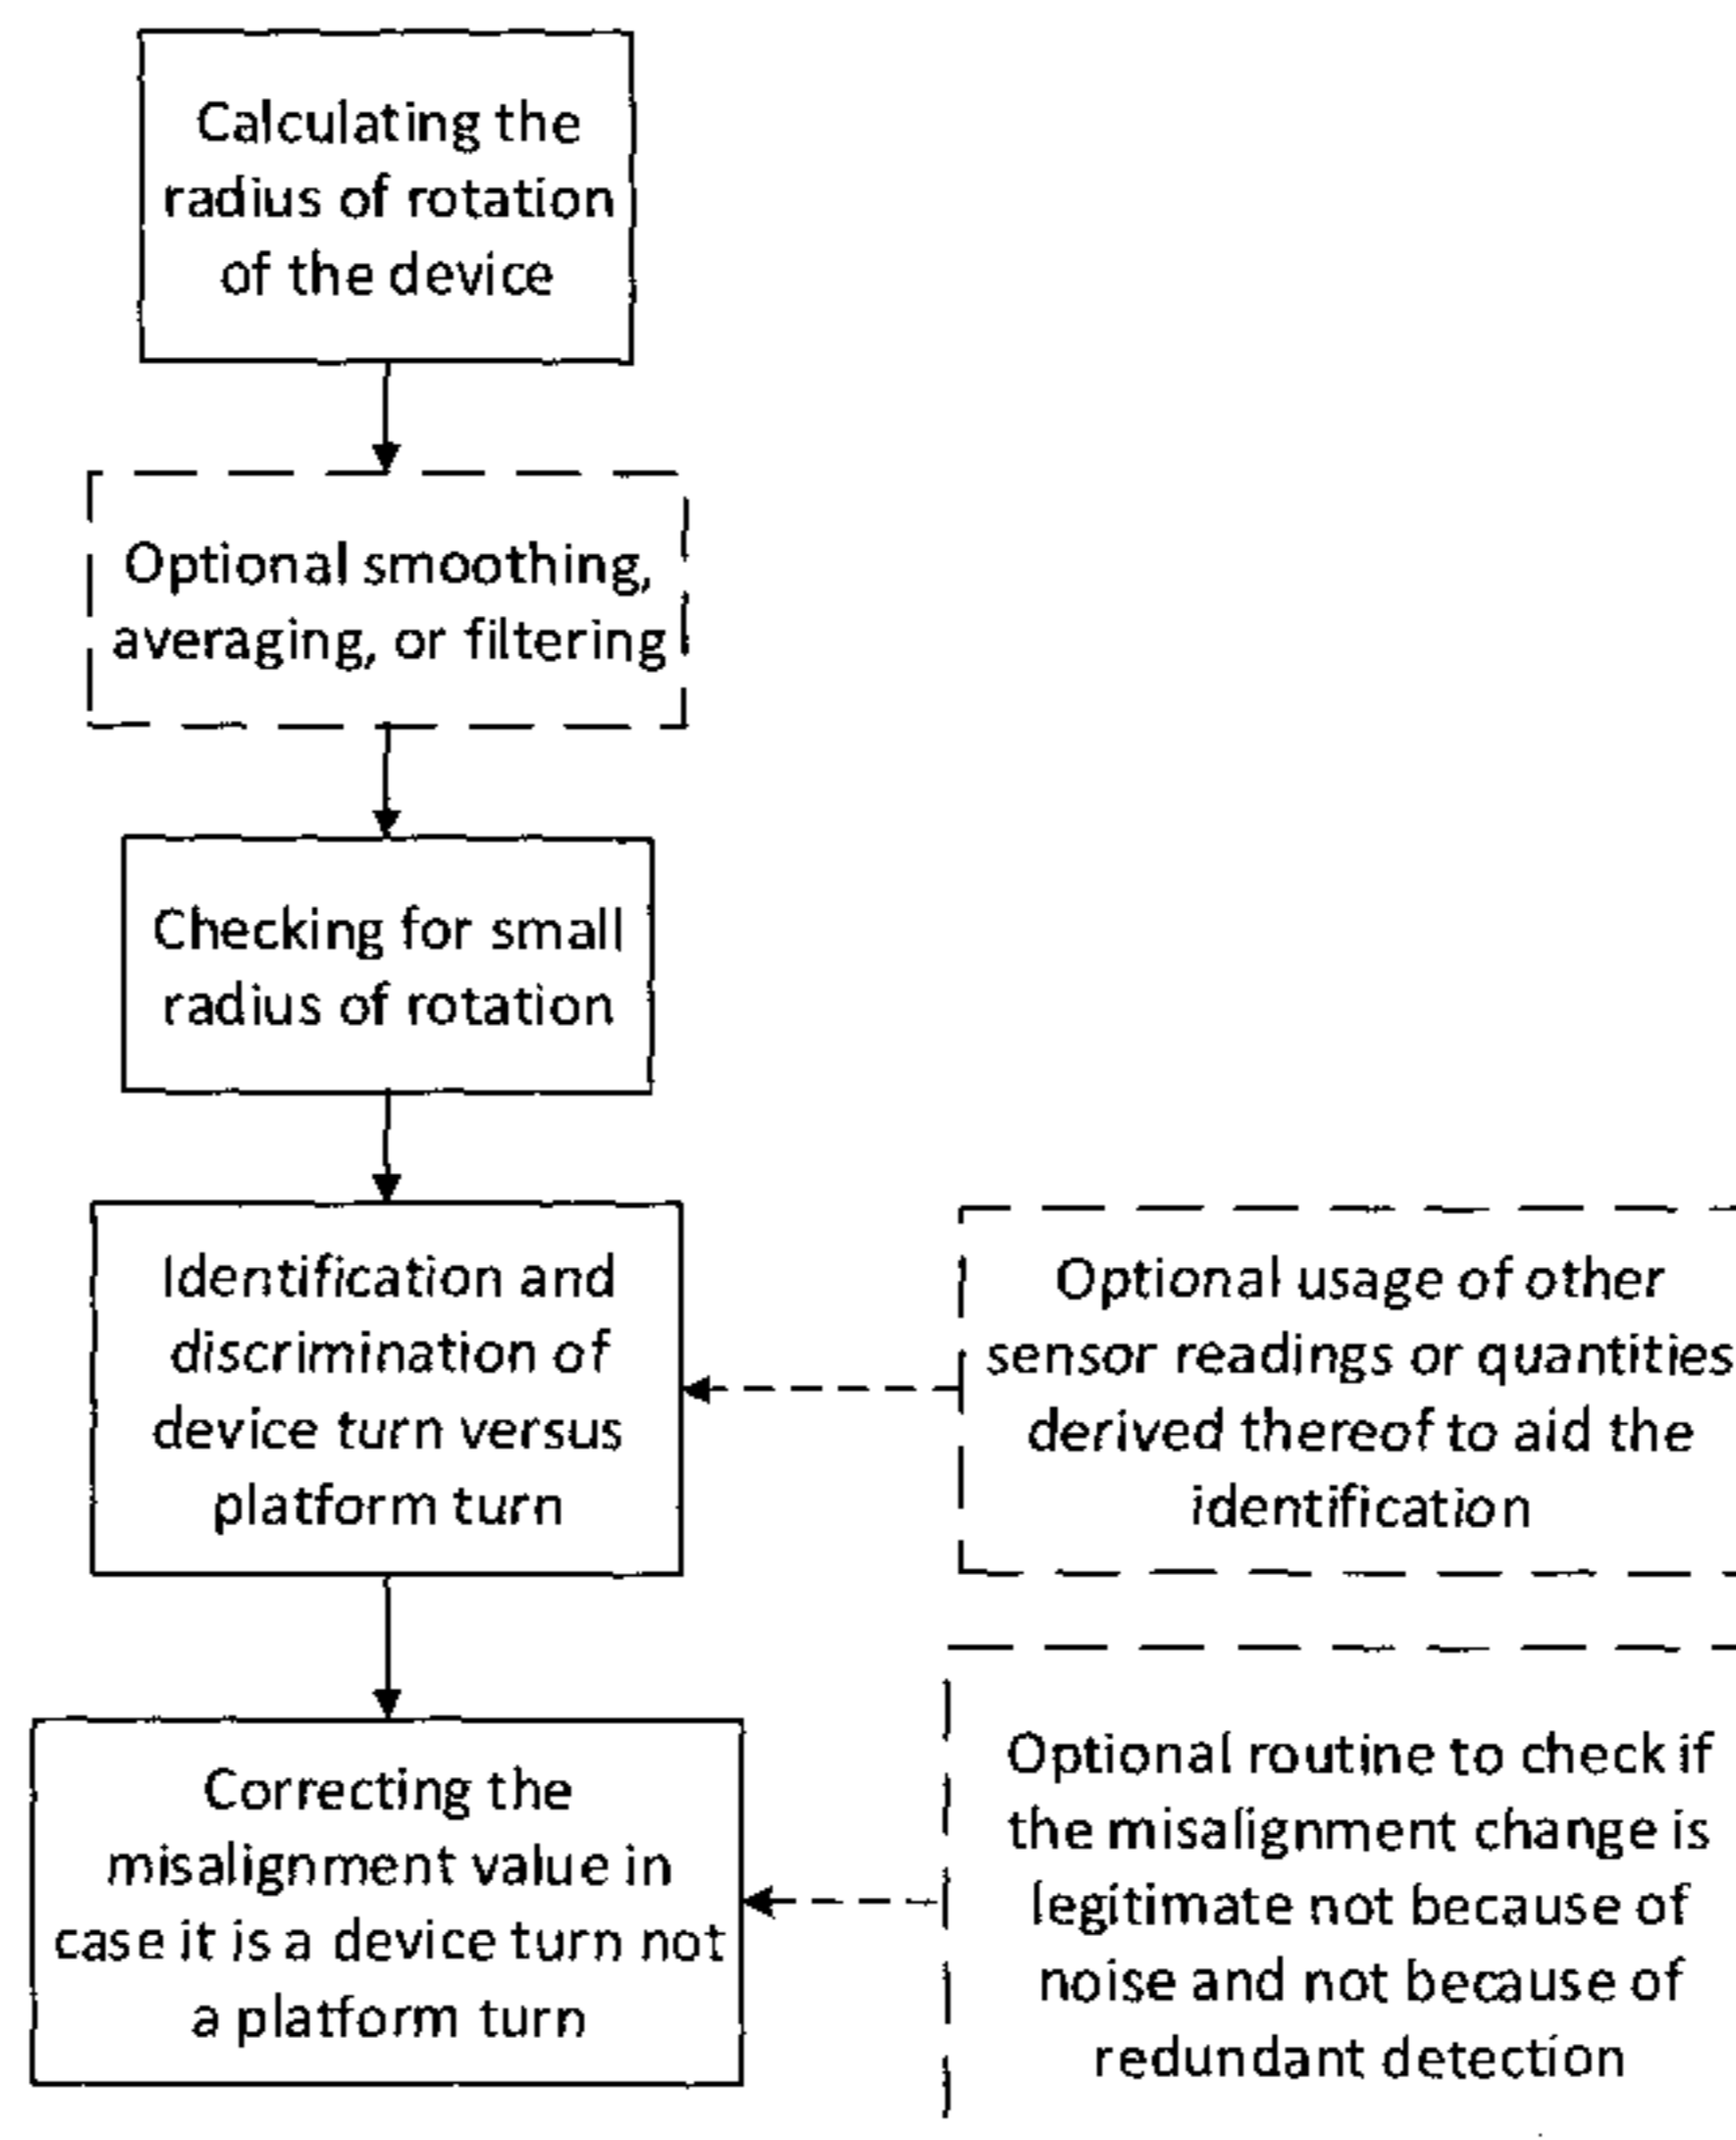 Calculating the
radius of rotation
of the device
Optional smoothing,
averaging, or filtering
Checking for small
radius of rotation
Identification and
discrimination of
device turn versus
platform turn
Optional usage of other
sensor readings or quantities
derived thereof to aid the
identification
Correcting the
misalignment value in
case it is a device turn not
a platform turn
Optional routine to check if
the misalignment change is
legitimate not because of
noise and not because of
redundant detection